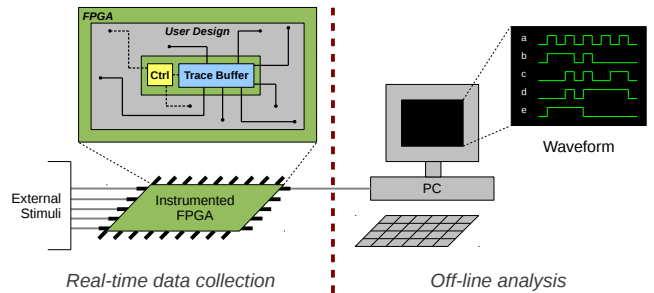 FPGA
User Design
Ctrl
Trace Buffer
a
b
c
d
e
Waveform
PC
External
Stimuli
Instrumented
FPGA
Real-time data collection
Off-line analysis